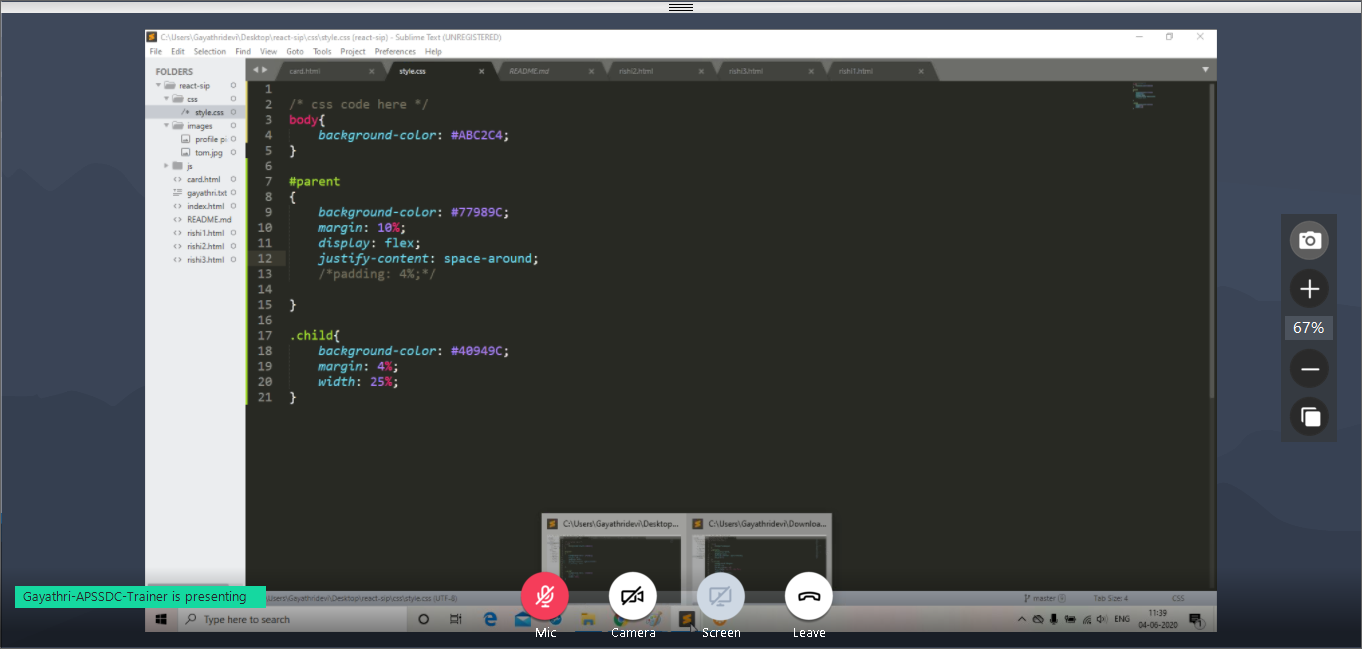 C:\Users\Gayathridevi\Desktop\react-sip\css\style.css (react-sip) - Sublime Text (UNREGISTERED)
File Edit Selection Find View Goto Tools Project Preferences Help
FOLDERS
react-sip
css
/* style.css
images
profile pi
tom.jpg
js
<> card.html
gayathri.txt
<> index.html
<> README.md
<> rishi1.html
<> rishi2.html
<> rishi3.html
card.html × style.css × README.md × rishi2.html × rishi3.html × rishi1.html ×
1
2 /* css code here */
3 body{
4 background-color: #ABC2C4;
5 }
6
7 #parent
8 {
9 background-color: #77989C;
10 margin: 10%;
11 display: flex;
12 justify-content: space-around;
13 /*padding: 4%;*/
14
15 }
16
17 .child{
18 background-color: #40949C;
19 margin: 4%;
20 width: 25%;
21 }
67%
C:\Users\Gayathridevi\Desktop... C:\Users\Gayathridevi\Downloa...
Gayathri-APSSDC-Trainer is presenting
Users\Gayathridevi\Desktop\react-sip\css\style.css (UTF-8) master Tab Size: 4 CSS
Type here to search
ENG 11:39
04-06-2020
1
Mic Camera Screen Leave